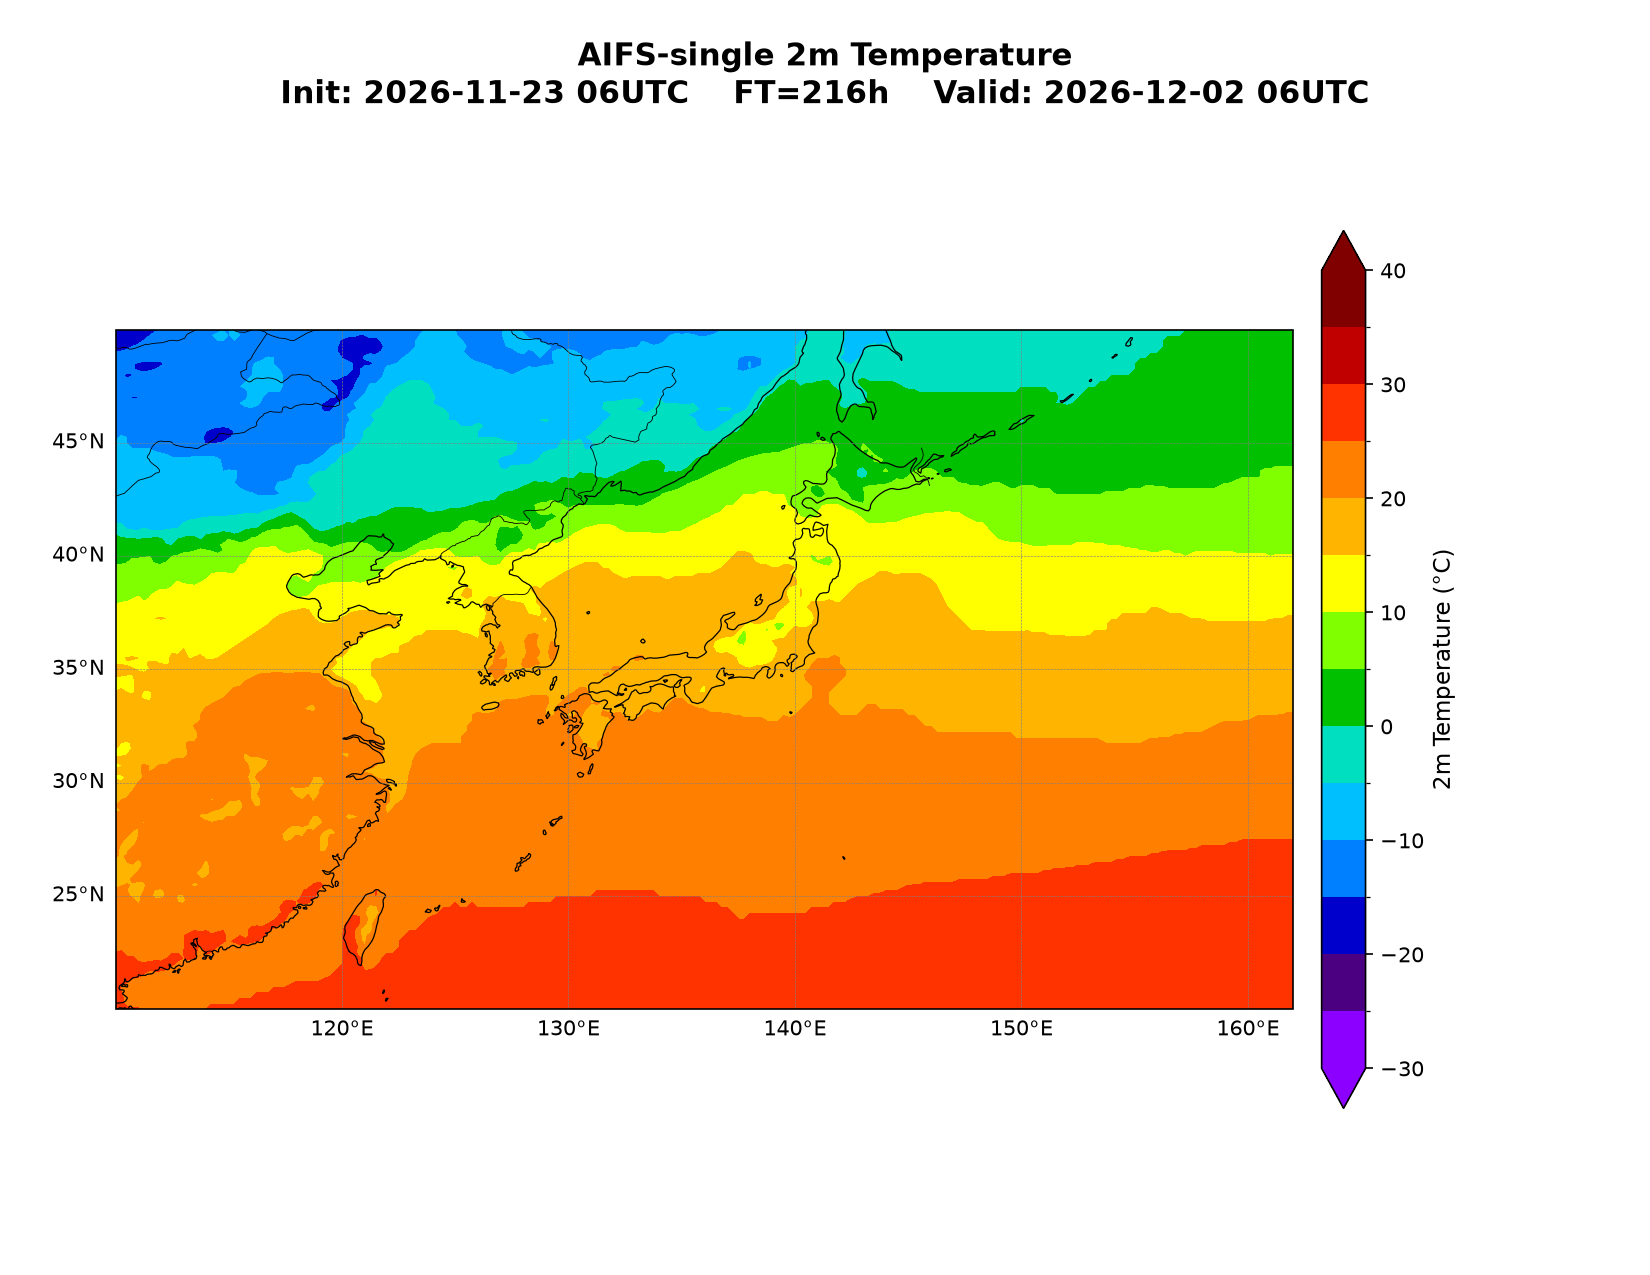 AIFS-single 2m Temperature
Init: 2026-11-23 06UTC    FT=216h    Valid: 2026-12-02 06UTC
45°N
40°N
35°N
30°N
25°N
120°E
130°E
140°E
150°E
160°E
40
30
20
10
0
−10
−20
−30
2m Temperature (°C)